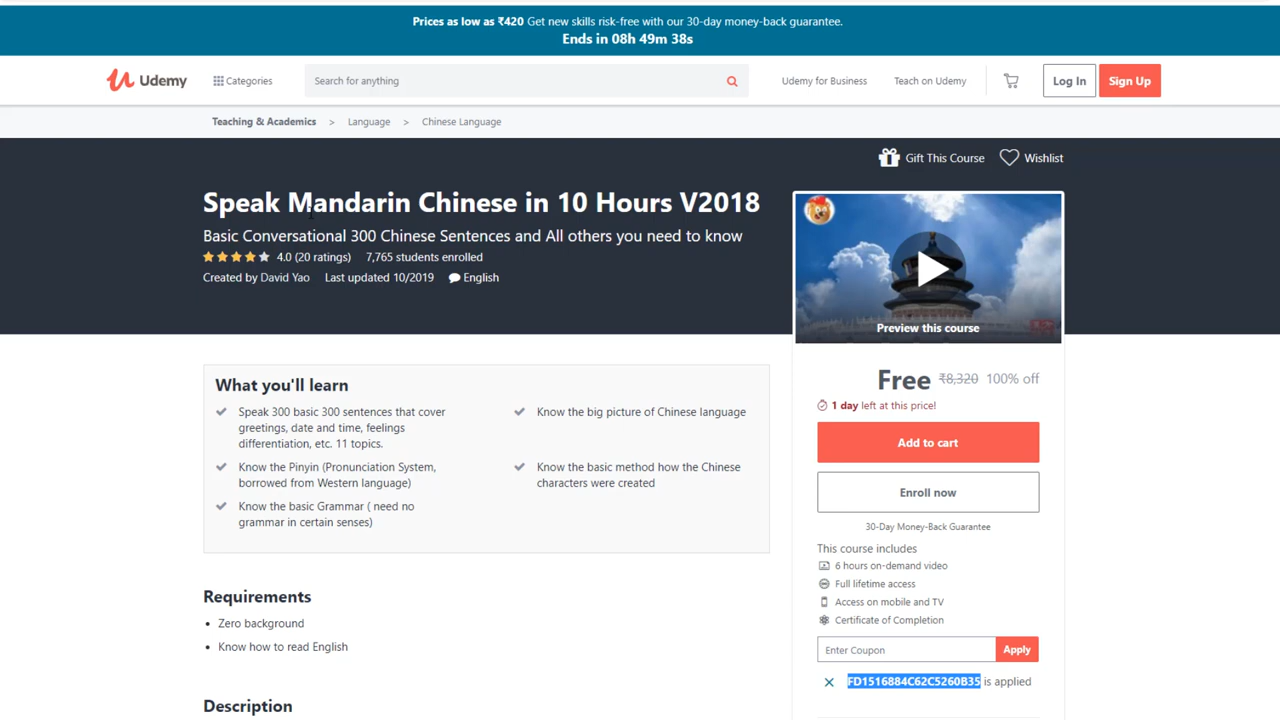 Prices as low as ₹420 Get new skills risk-free with our 30-day money-back guarantee.
Ends in 08h 49m 38s
Udemy
Categories
Search for anything
Udemy for Business
Teach on Udemy
Log In
Sign Up
Teaching & Academics > Language > Chinese Language
Gift This Course
Wishlist
Speak Mandarin Chinese in 10 Hours V2018
Basic Conversational 300 Chinese Sentences and All others you need to know
4.0 (20 ratings) 7,765 students enrolled
Created by David Yao Last updated 10/2019 English
Preview this course
What you'll learn
Speak 300 basic 300 sentences that cover
greetings, date and time, feelings
differentiation, etc. 11 topics.
Know the big picture of Chinese language
Know the Pinyin (Pronunciation System,
borrowed from Western language)
Know the basic method how the Chinese
characters were created
Know the basic Grammar ( need no
grammar in certain senses)
Requirements
Zero background
Know how to read English
Description
Free ₹8,320 100% off
1 day left at this price!
Add to cart
Enroll now
30-Day Money-Back Guarantee
This course includes
6 hours on-demand video
Full lifetime access
Access on mobile and TV
Certificate of Completion
Enter Coupon
Apply
FD1516884C62C5260B35 is applied